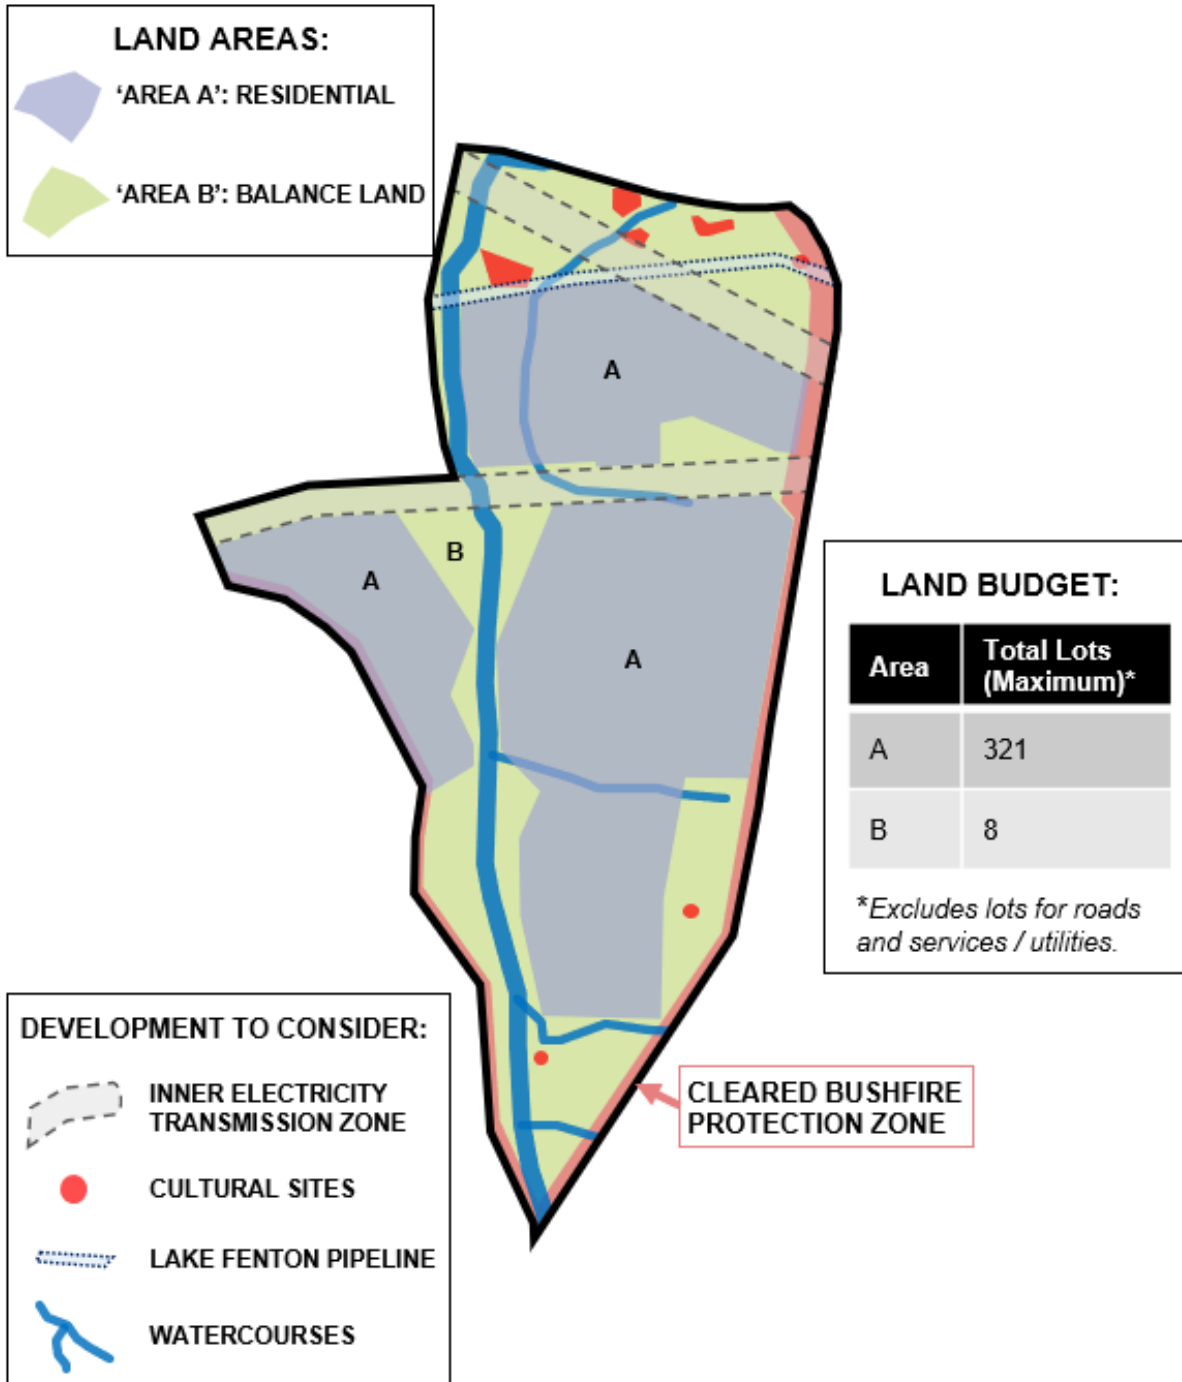 LAND AREAS:
‘AREA A’: RESIDENTIAL
‘AREA B’: BALANCE LAND
A
B
A
A
LAND BUDGET:
Area
Total Lots
(Maximum)*
A
321
B
8
*Excludes lots for roads
and services / utilities.
DEVELOPMENT TO CONSIDER:
INNER ELECTRICITY
TRANSMISSION ZONE
CULTURAL SITES
LAKE FENTON PIPELINE
WATERCOURSES
CLEARED BUSHFIRE
PROTECTION ZONE